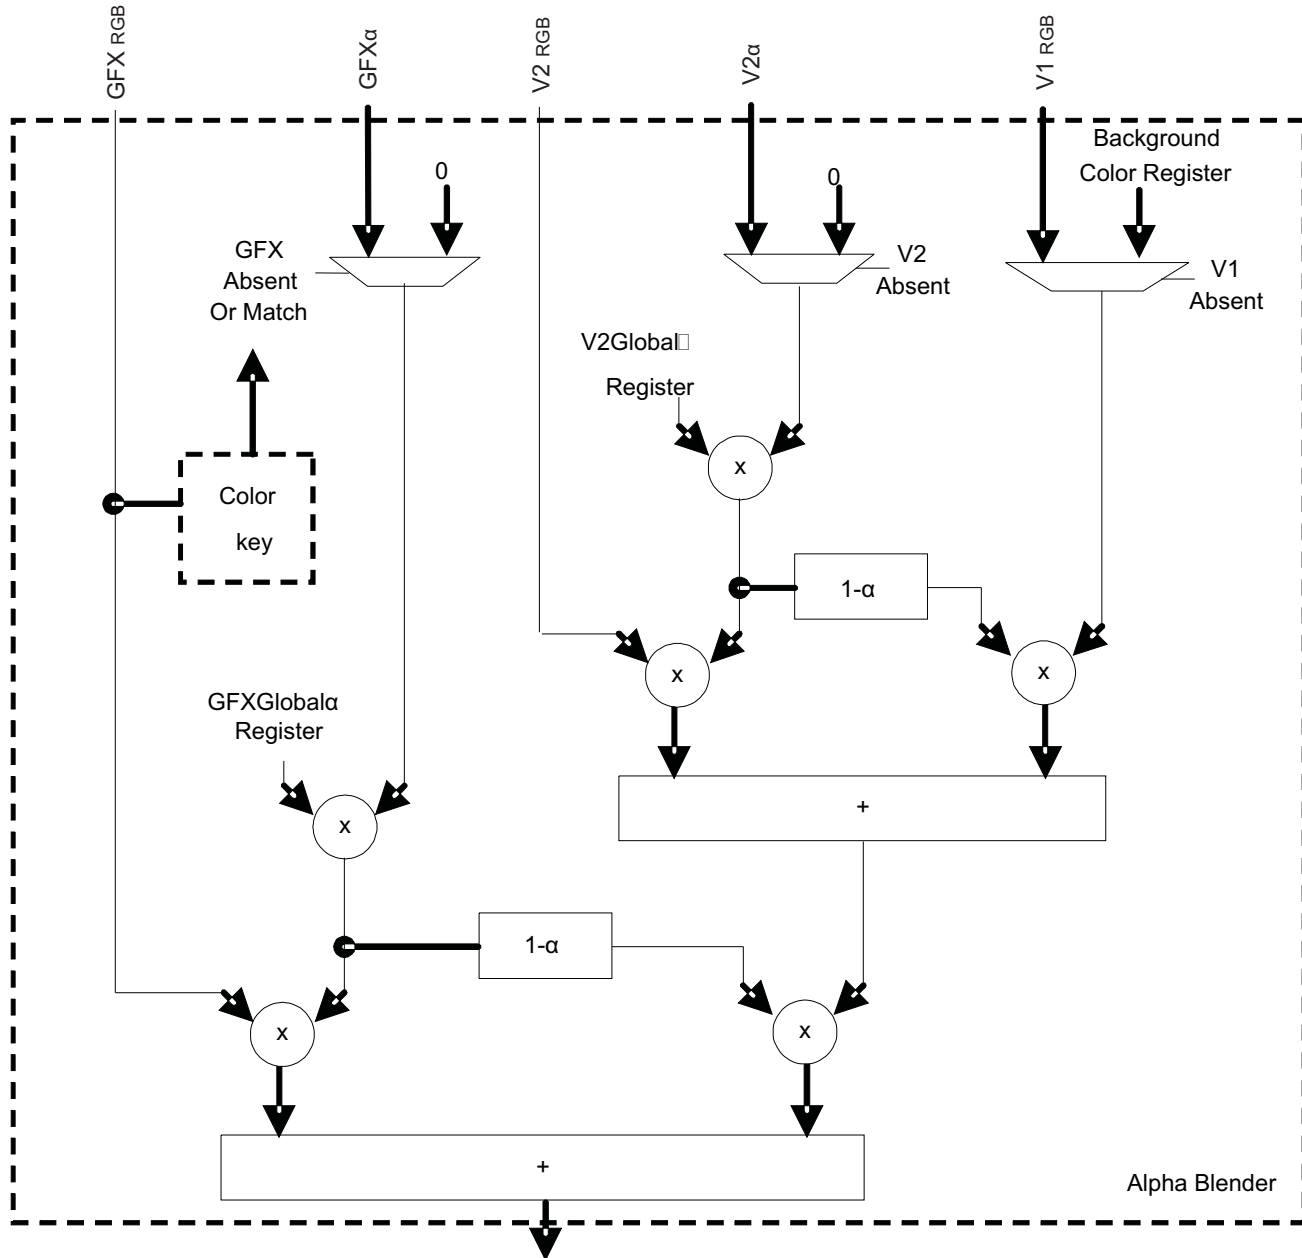 GFX RGB
GFXα
V2 RGB
V2α
V1 RGB
Background
Color Register
0
0
GFX
Absent
Or Match
V2
Absent
V1
Absent
V2Global▯
Register
x
Color
key
1-α
x
x
GFXGlobalα
Register
x
+
1-α
x
x
+
Alpha Blender